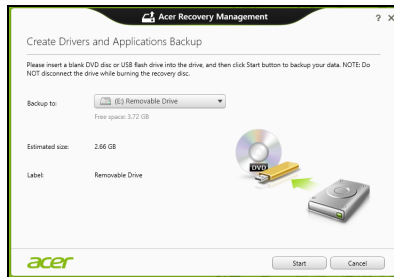 Acer Recovery Management
? X
Create Drivers and Applications Backup
Please insert a blank DVD disc or USB flash drive into the drive, and then click Start button to backup your data. NOTE: Do
NOT disconnect the drive while burning the recovery disc.
Backup to: (E:) Removable Drive
Free space: 3.72 GB
Estimated size: 2.66 GB
DVD
Label: Removable Drive
acer Start Cancel